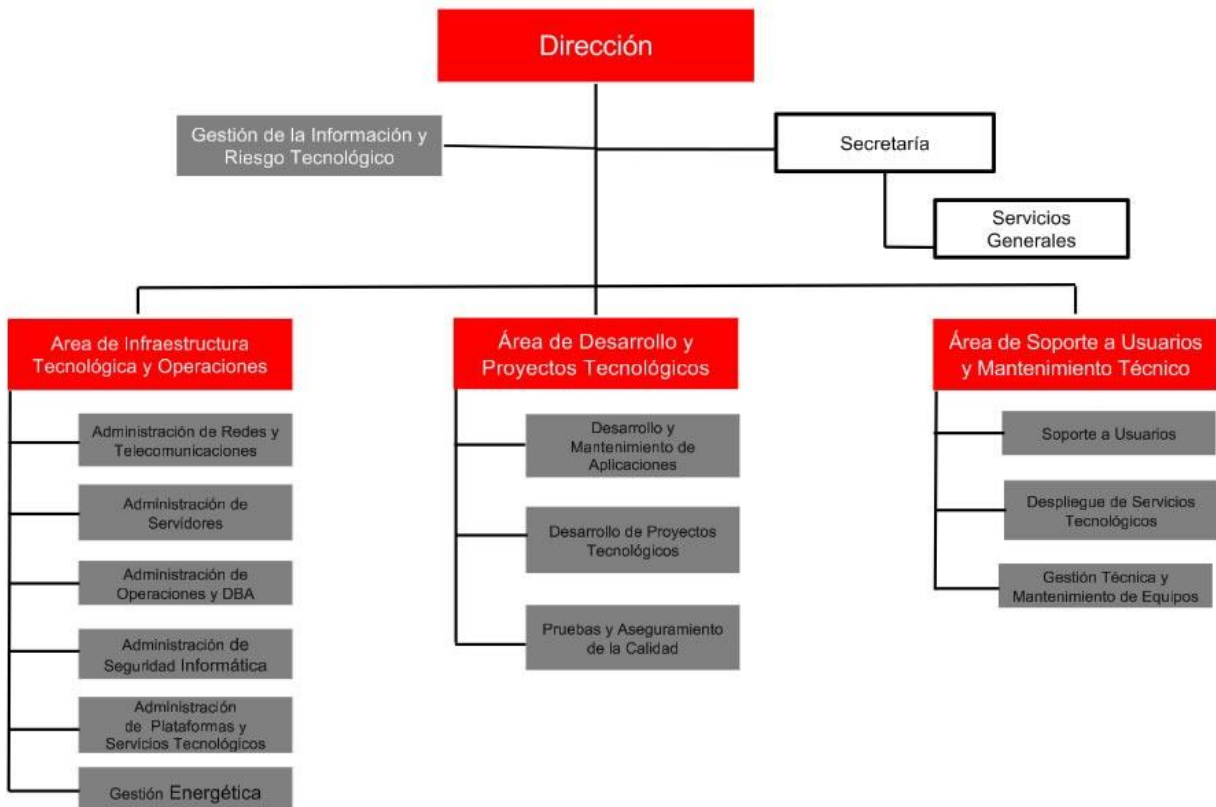 Dirección
Gestión de la Información y
Riesgo Tecnológico
Secretaría
Servicios
Generales
Area de Infraestructura
Tecnológica y Operaciones
Administración de Redes y
Telecomunicaciones
Administración de
Servidores
Administración de
Operaciones y DBA
Administración de
Seguridad Informática
Administración
de Plataformas y
Servicios Tecnológicos
Gestión Energética
Área de Desarrollo y
Proyectos Tecnológicos
Desarrollo y
Mantenimiento de
Aplicaciones
Desarrollo de Proyectos
Tecnológicos
Pruebas y Aseguramiento
de la Calidad
Área de Soporte a Usuarios
y Mantenimiento Técnico
Soporte a Usuarios
Despliegue de Servicios
Tecnológicos
Gestión Técnica y
Mantenimiento de Equipos